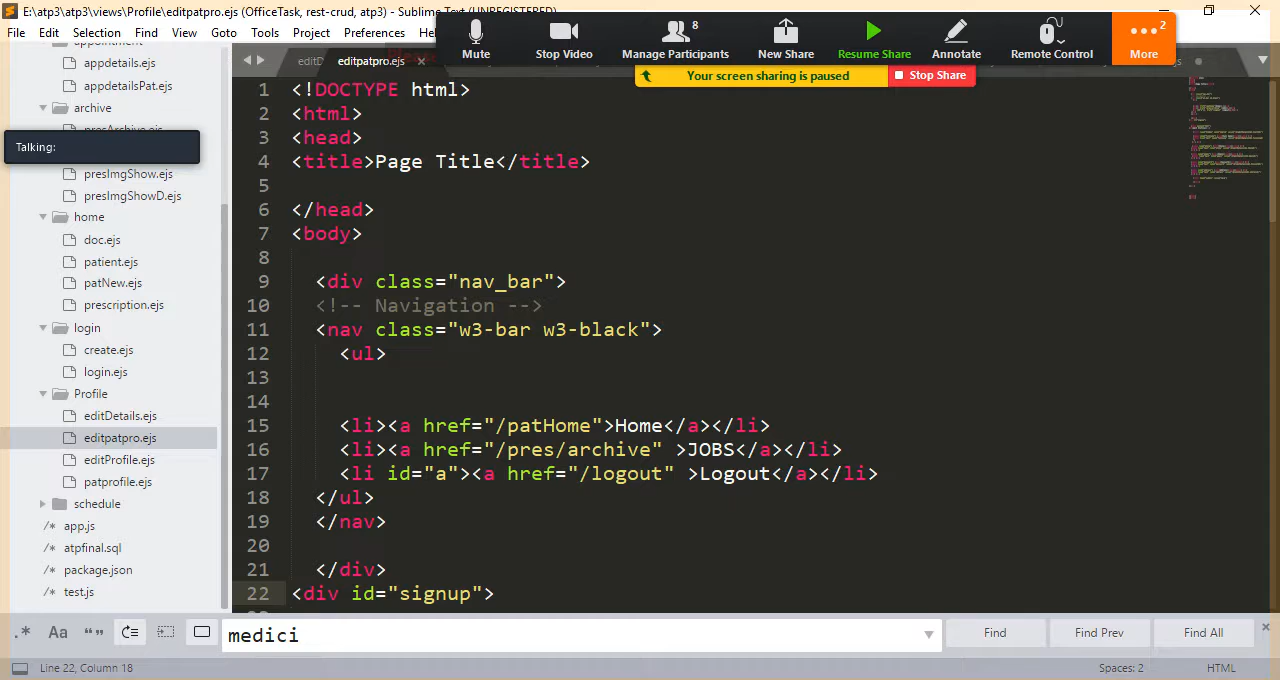 E:\atp3\atp3\views\Profile\editpatpro.ejs (OfficeTask, rest-crud, atp3) - Sublime Text (UNREGISTERED)
File Edit Selection Find View Goto Tools Project Preferences
Mute
Stop Video
8
Manage Participants
New Share
Resume Share
Annotate
Remote Control
2
More
Your screen sharing is paused
Stop Share
editpatpro.ejs
Talking:
appointment
appdetails.ejs
appdetailsPat.ejs
archive
presArchive.ejs
presImgShow.ejs
presImgShowD.ejs
home
doc.ejs
patient.ejs
patNew.ejs
prescription.ejs
login
create.ejs
login.ejs
Profile
editDetails.ejs
editpatpro.ejs
editProfile.ejs
patprofile.ejs
schedule
/* app.js
/* atpfinal.sql
/* package.json
/* test.js
1 <!DOCTYPE html>
2 <html>
3 <head>
4 <title>Page Title</title>
5
6 </head>
7 <body>
8
9 <div class="nav_bar">
10 <!-- Navigation -->
11 <nav class="w3-bar w3-black">
12 <ul>
13
14
15 <li><a href="/patHome">Home</a></li>
16 <li><a href="/pres/archive" >JOBS</a></li>
17 <li id="a"><a href="/logout" >Logout</a></li>
18 </ul>
19 </nav>
20
21 </div>
22 <div id="signup">
.* Aa “” medici Find Find Prev Find All
Line 22, Column 18 Spaces: 2 HTML